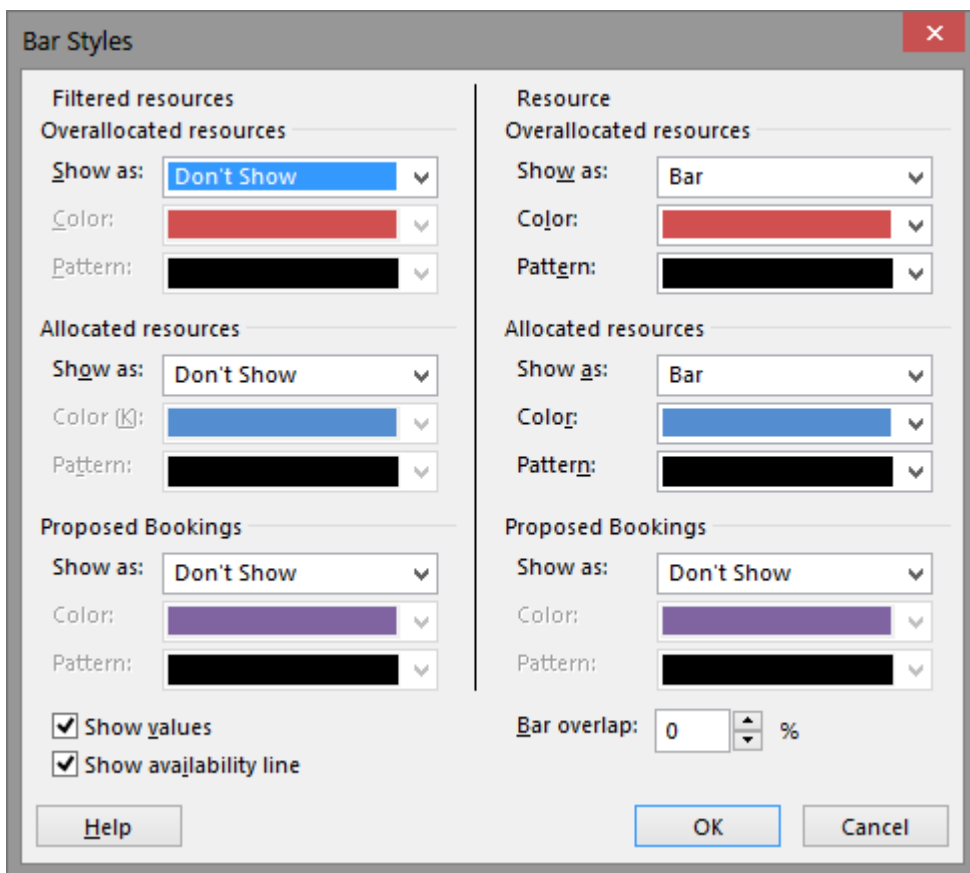 Bar Styles
Filtered resources
Overallocated resources
Show as: Don't Show
Color:
Pattern:
Allocated resources
Show as: Don't Show
Color (K):
Pattern:
Proposed Bookings
Show as: Don't Show
Color:
Pattern:
Show values
Show availability line
Resource
Overallocated resources
Show as: Bar
Color:
Pattern:
Allocated resources
Show as: Bar
Color:
Pattern:
Proposed Bookings
Show as: Don't Show
Color:
Pattern:
Bar overlap: 0 %
Help
OK
Cancel